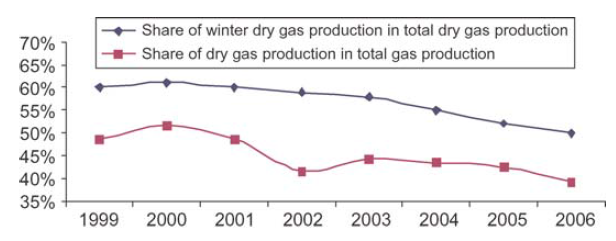 Share of winter dry gas production in total dry gas production
Share of dry gas production in total gas production
70%
65%
60%
55%
50%
45%
40%
35%
1999 2000 2001 2002 2003 2004 2005 2006